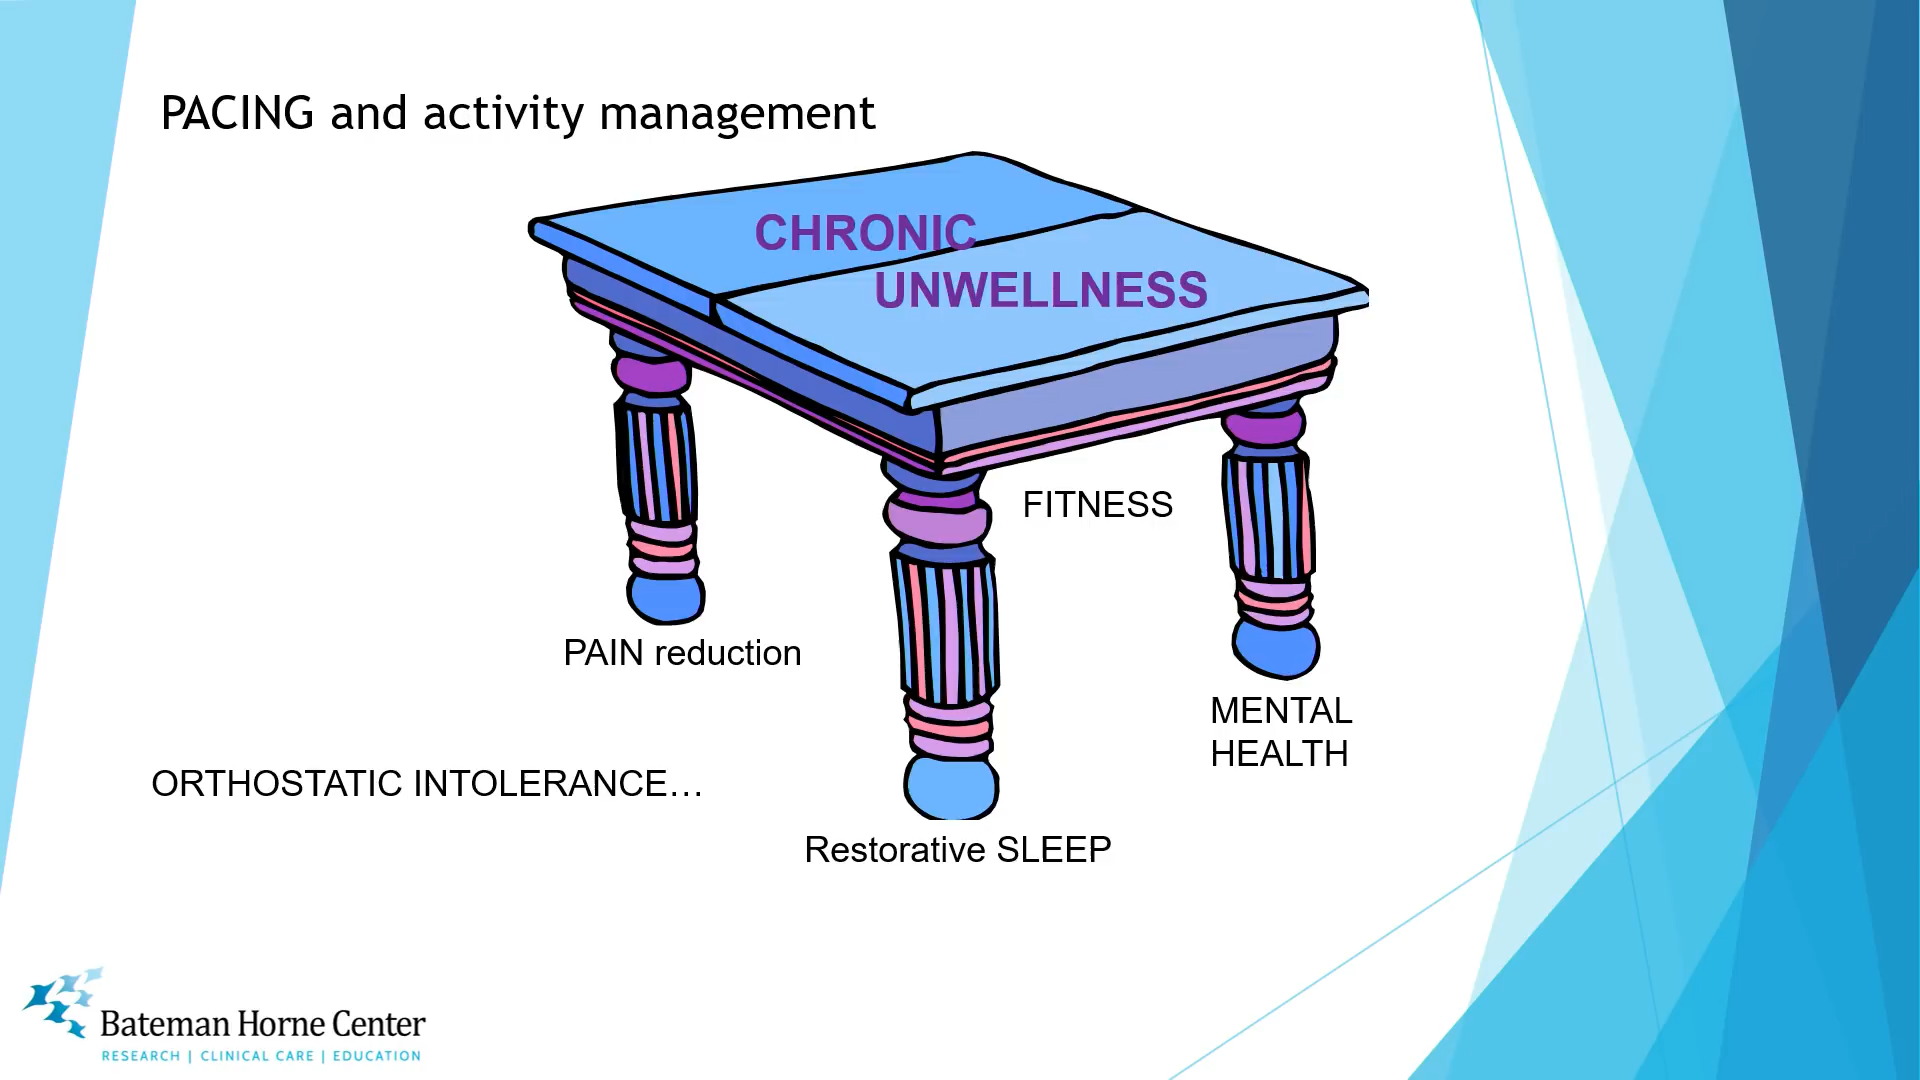 PACING and activity management
CHRONIC
UNWELLNESS
FITNESS
PAIN reduction
MENTAL
HEALTH
ORTHOSTATIC INTOLERANCE…
Restorative SLEEP
Bateman Horne Center
RESEARCH | CLINICAL CARE | EDUCATION